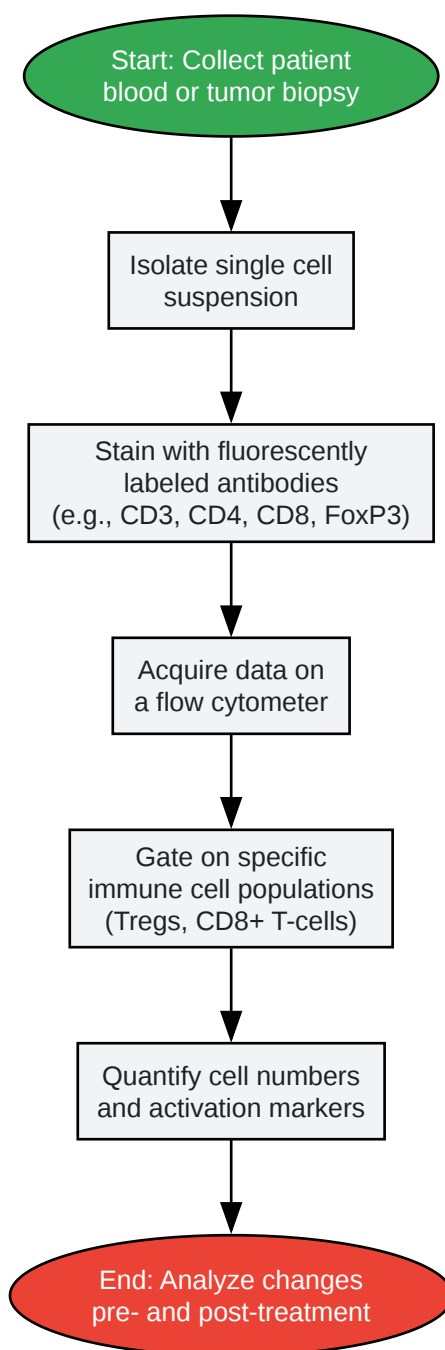 Start: Collect patient
blood or tumor biopsy
Isolate single cell
suspension
Stain with fluorescently
labeled antibodies
(e.g., CD3, CD4, CD8, FoxP3)
Acquire data on
a flow cytometer
Gate on specific
immune cell populations
(Tregs, CD8+ T-cells)
Quantify cell numbers
and activation markers
End: Analyze changes
pre- and post-treatment